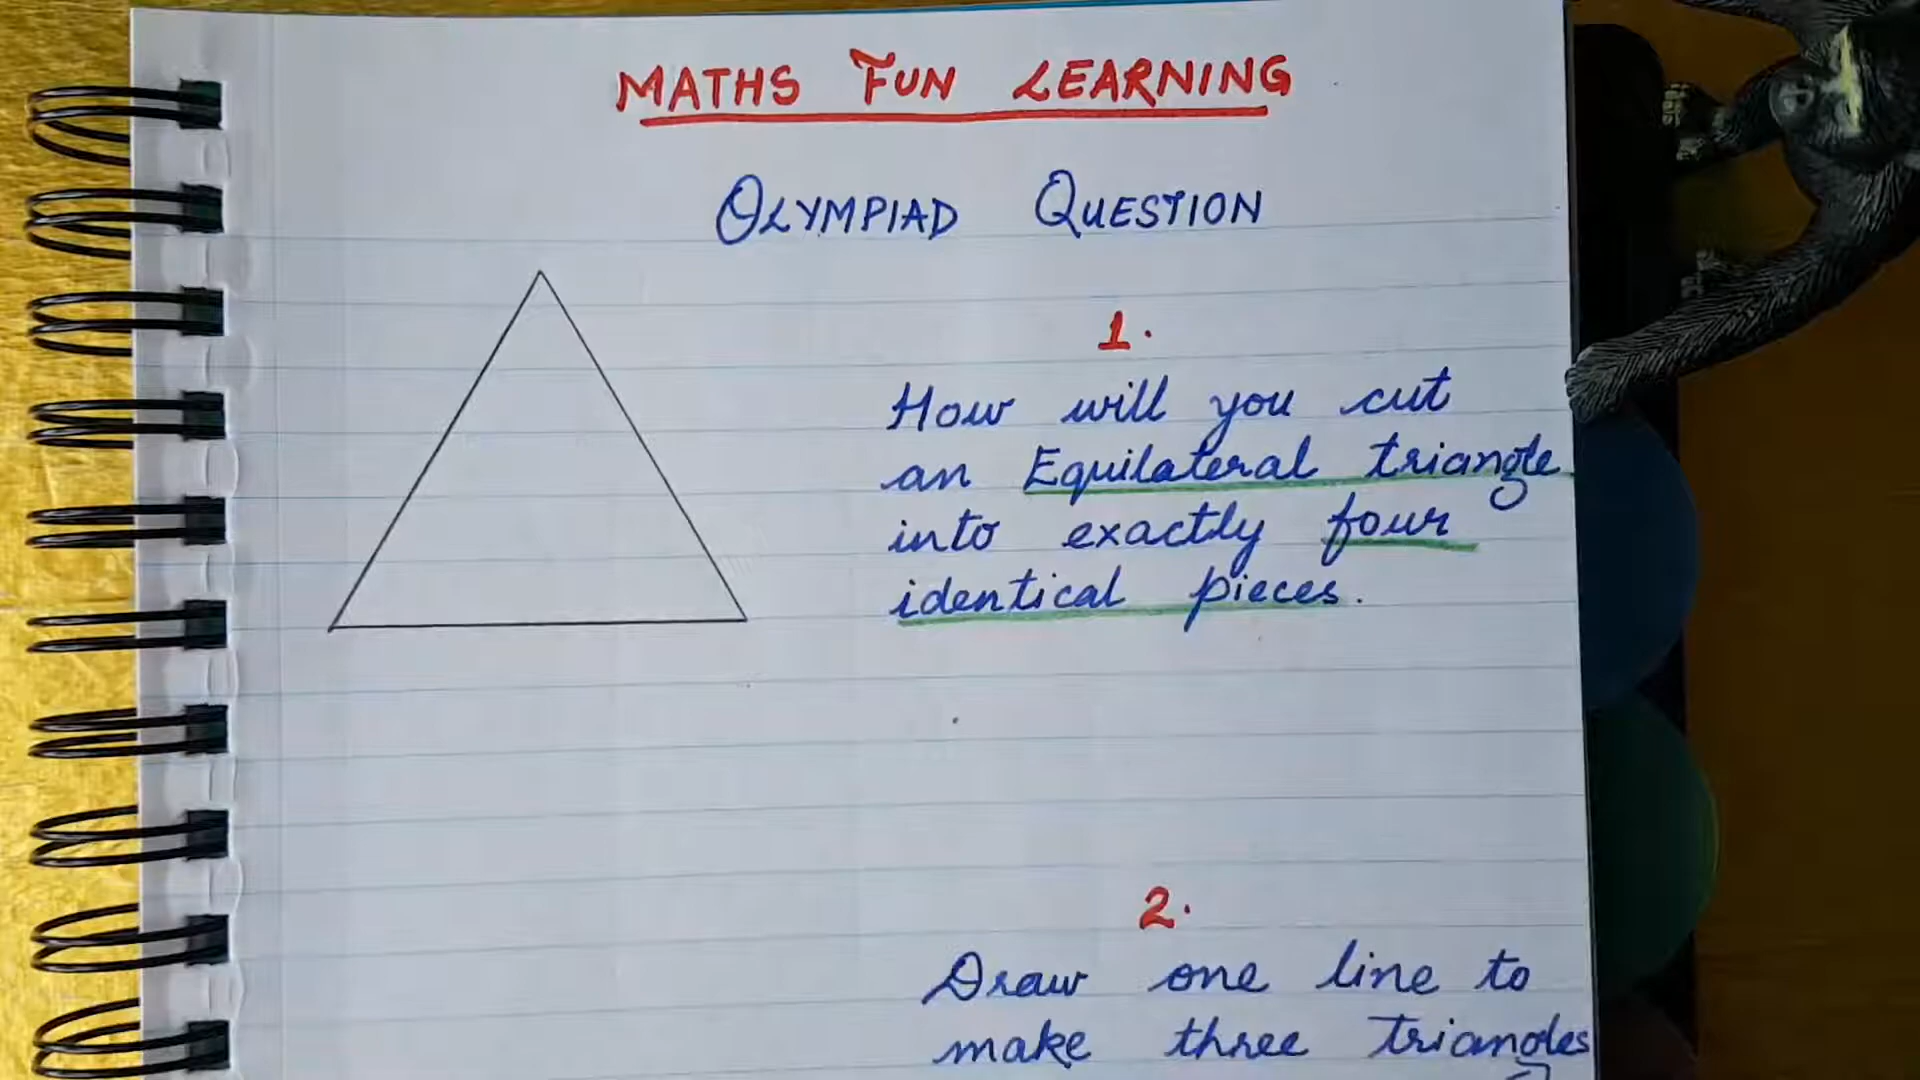 MATHS FUN LEARNING
OLYMPIAD QUESTION
1.
How will you cut
an Equilateral triangle
into exactly four
identical pieces.
2.
Draw one line to
make three triangles